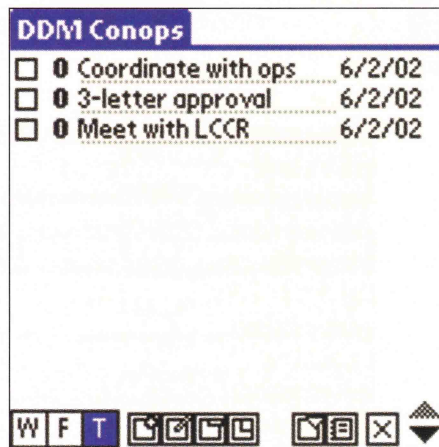 DDM Conops
0 Coordinate with ops 6/2/02
0 3-letter approval 6/2/02
0 Meet with LCCR 6/2/02
W F T